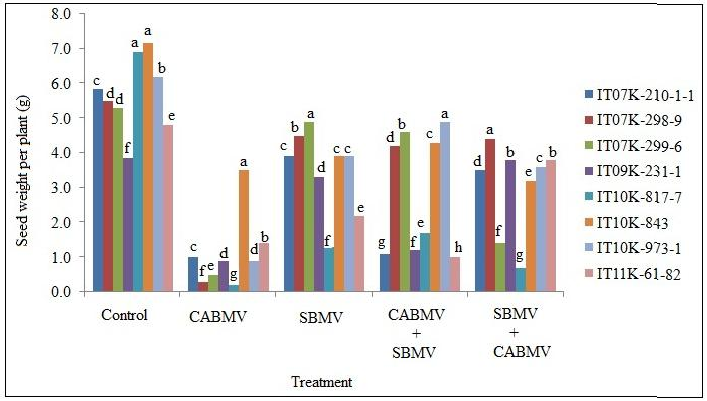 8.0
7.0
6.0
5.0
4.0
3.0
2.0
1.0
0.0
Seed weight per plant (g)
c d d f a a b e
c f e d g a d b
c b a d f c c e
g d b f e c a h
d a f b g e c b
Control
CABMV
SBMV
CABMV
+
SBMV
SBMV
+
CABMV
Treatment
IT07K-210-1-1
IT07K-298-9
IT07K-299-6
IT09K-231-1
IT10K-817-7
IT10K-843
IT10K-973-1
IT11K-61-82